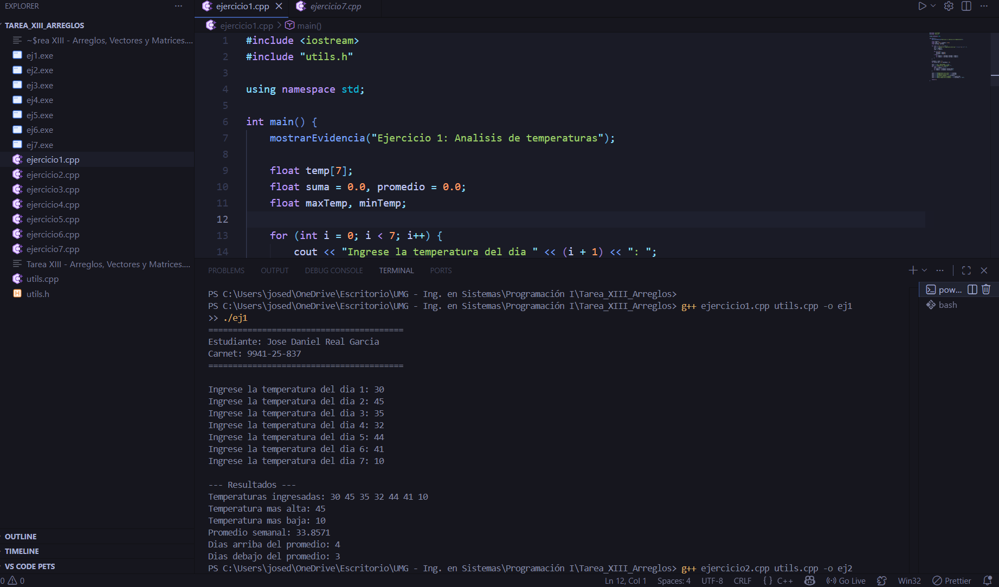 EXPLORER
TAREA_XIII_ARREGLOS
~$rea XIII - Arreglos, Vectores y Matrices....
ej1.exe
ej2.exe
ej3.exe
ej4.exe
ej5.exe
ej6.exe
ej7.exe
ejercicio1.cpp
ejercicio2.cpp
ejercicio3.cpp
ejercicio4.cpp
ejercicio5.cpp
ejercicio6.cpp
ejercicio7.cpp
Tarea XIII - Arreglos, Vectores y Matrices....
utils.cpp
utils.h
OUTLINE
TIMELINE
VS CODE PETS
ejercicio1.cpp
ejercicio7.cpp
ejercicio1.cpp > main()
1 #include <iostream>
2 #include "utils.h"
3
4 using namespace std;
5
6 int main() {
7 mostrarEvidencia("Ejercicio 1: Analisis de temperaturas");
8
9 float temp[7];
10 float suma = 0.0, promedio = 0.0;
11 float maxTemp, minTemp;
12
13 for (int i = 0; i < 7; i++) {
14 cout << "Ingrese la temperatura del dia " << (i + 1) << ": ";
PROBLEMS OUTPUT DEBUG CONSOLE TERMINAL PORTS
pow...
bash
PS C:\Users\josed\OneDrive\Escritorio\UMG - Ing. en Sistemas\Programación I\Tarea_XIII_Arreglos>
PS C:\Users\josed\OneDrive\Escritorio\UMG - Ing. en Sistemas\Programación I\Tarea_XIII_Arreglos> g++ ejercicio1.cpp utils.cpp -o ej1
>> ./ej1
========================================
Estudiante: Jose Daniel Real Garcia
Carnet: 9941-25-837
========================================
Ingrese la temperatura del dia 1: 30
Ingrese la temperatura del dia 2: 45
Ingrese la temperatura del dia 3: 35
Ingrese la temperatura del dia 4: 32
Ingrese la temperatura del dia 5: 44
Ingrese la temperatura del dia 6: 41
Ingrese la temperatura del dia 7: 10
--- Resultados ---
Temperaturas ingresadas: 30 45 35 32 44 41 10
Temperatura mas alta: 45
Temperatura mas baja: 10
Promedio semanal: 33.8571
Dias arriba del promedio: 4
Dias debajo del promedio: 3
PS C:\Users\josed\OneDrive\Escritorio\UMG - Ing. en Sistemas\Programación I\Tarea_XIII_Arreglos> g++ ejercicio2.cpp utils.cpp -o ej2
0 0
Ln 12, Col 1 Spaces: 4 UTF-8 CRLF {} C++ Go Live Win32 Prettier